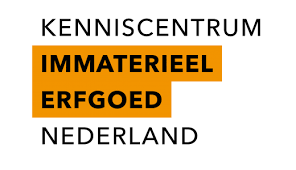 KENNISCENTRUM
IMMATERIEEL
ERFGOED
NEDERLAND